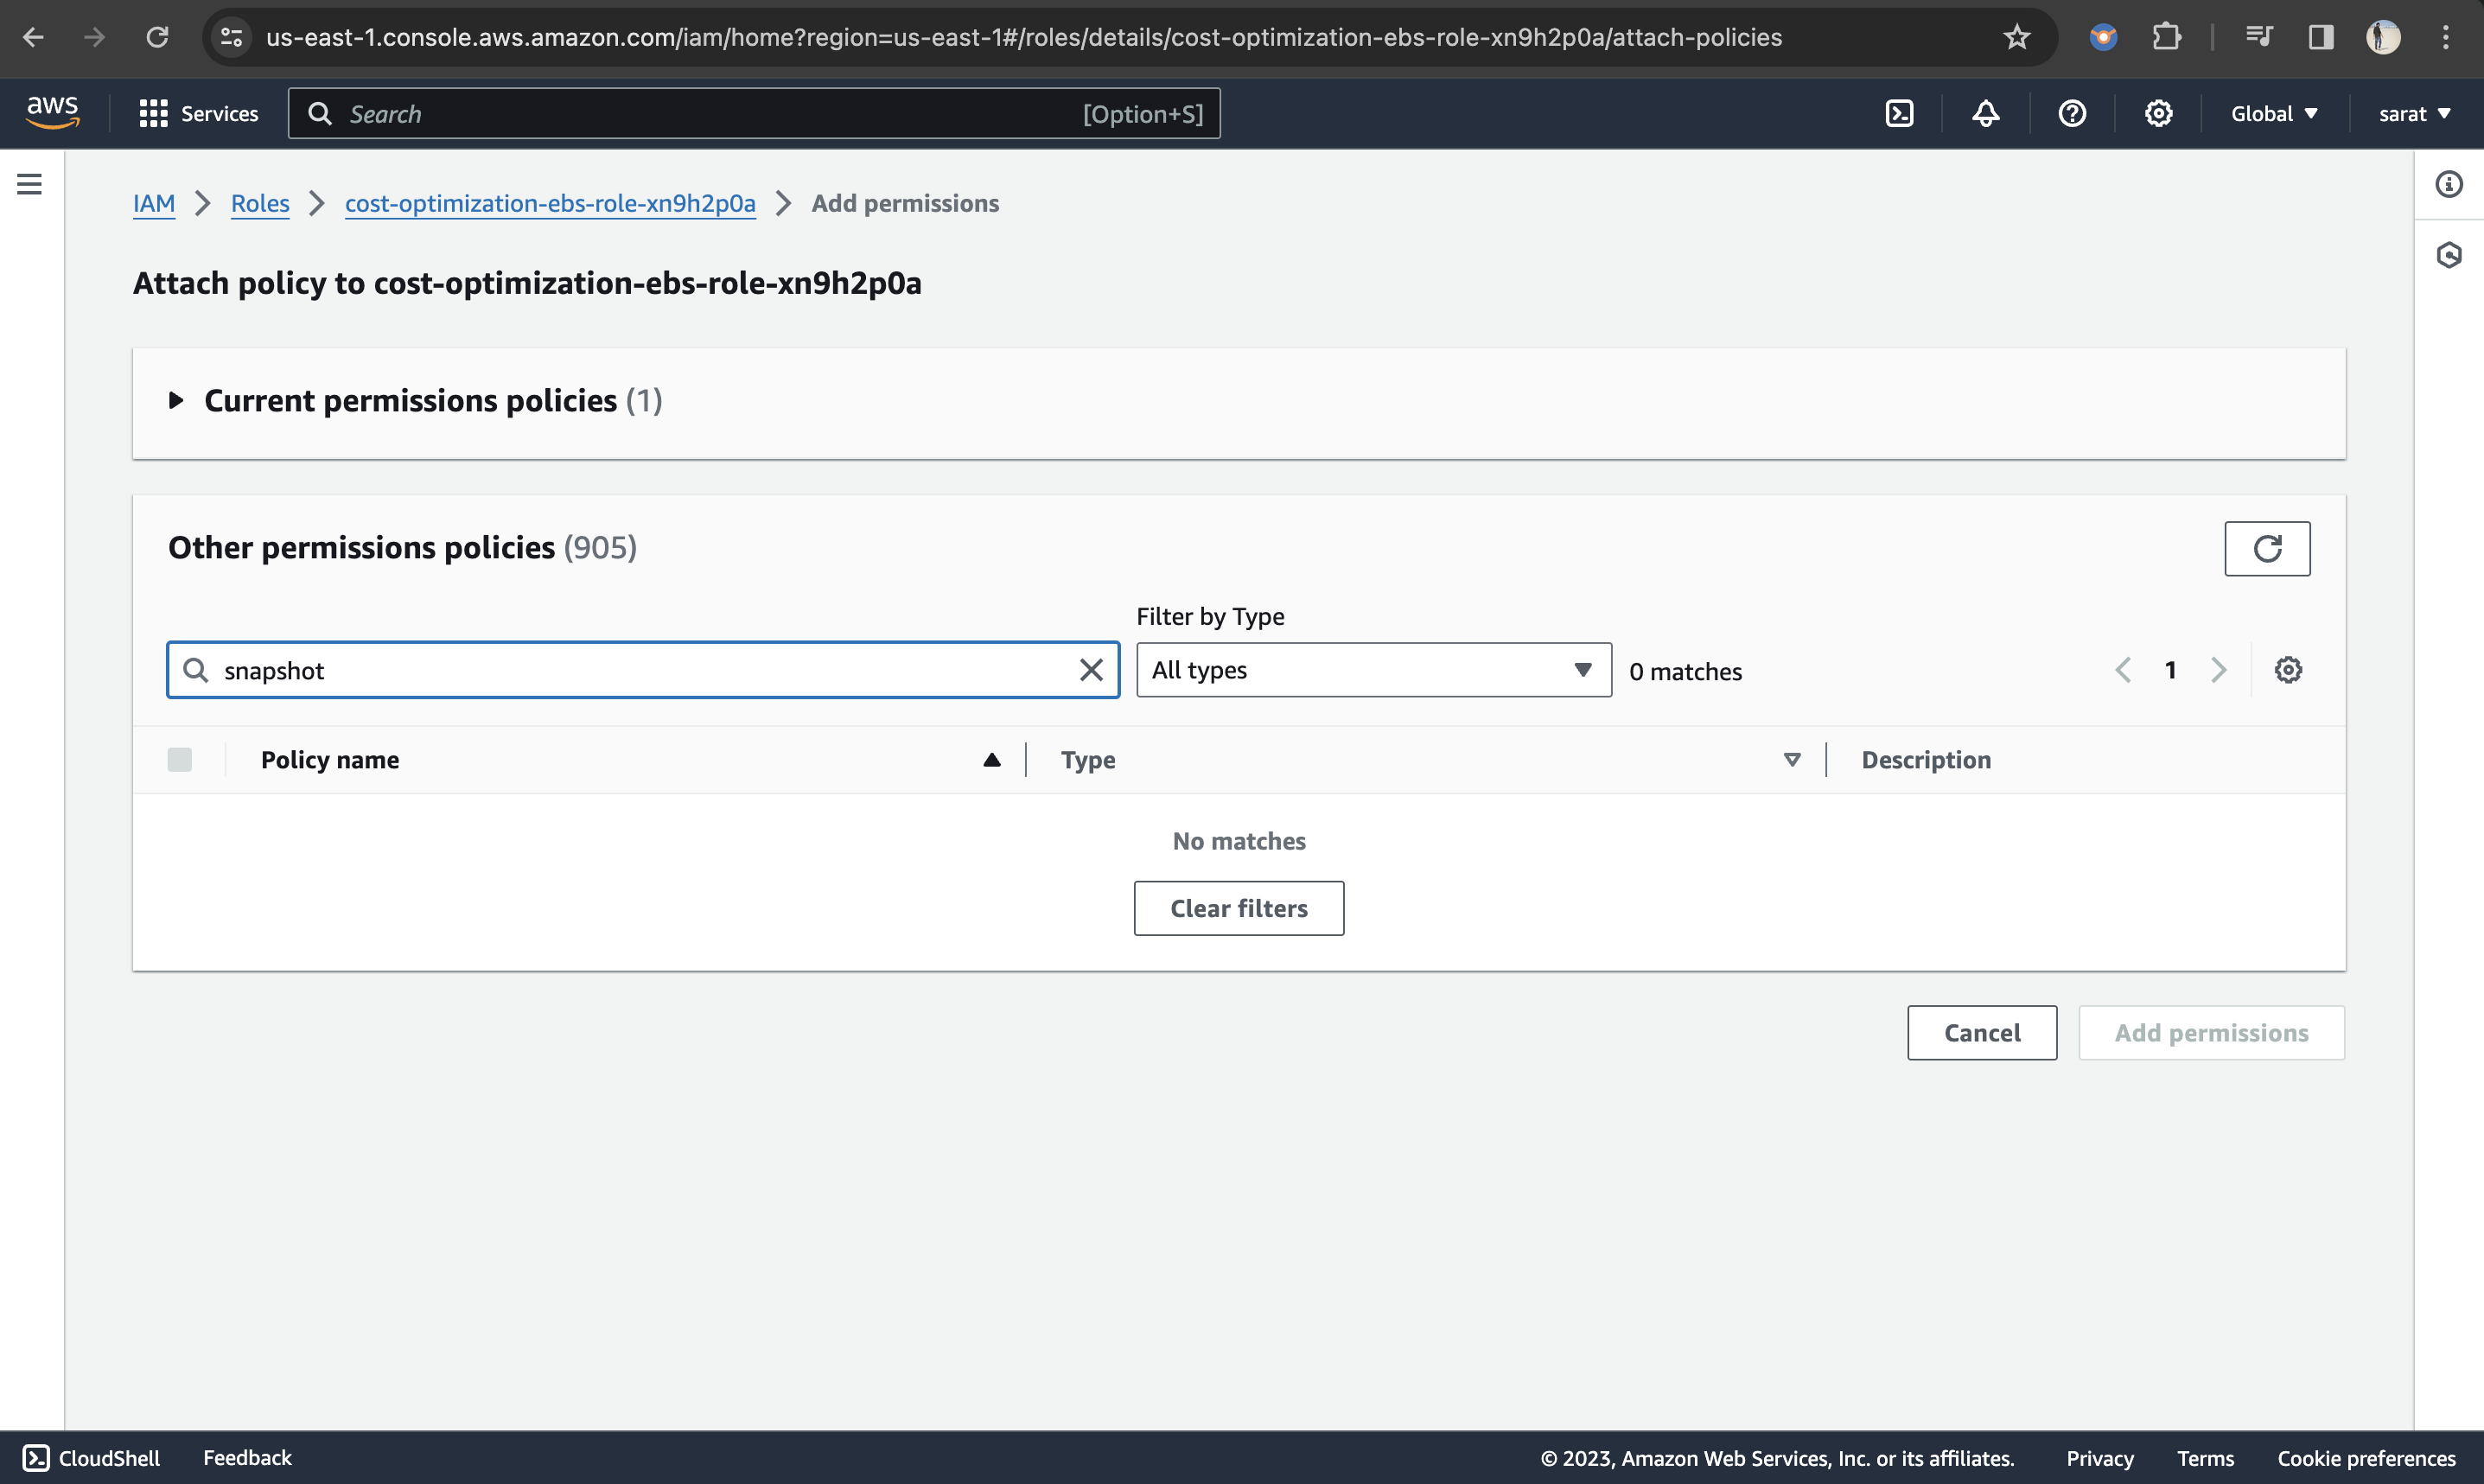 us-east-1.console.aws.amazon.com/iam/home?region=us-east-1#/roles/details/cost-optimization-ebs-role-xn9h2p0a/attach-policies
aws Services Search [Option+S] Global sarat
IAM Roles cost-optimization-ebs-role-xn9h2p0a Add permissions
Attach policy to cost-optimization-ebs-role-xn9h2p0a
Current permissions policies (1)
Other permissions policies (905)
Filter by Type
snapshot All types 0 matches 1
Policy name Type Description
No matches
Clear filters
Cancel Add permissions
CloudShell Feedback © 2023, Amazon Web Services, Inc. or its affiliates. Privacy Terms Cookie preferences